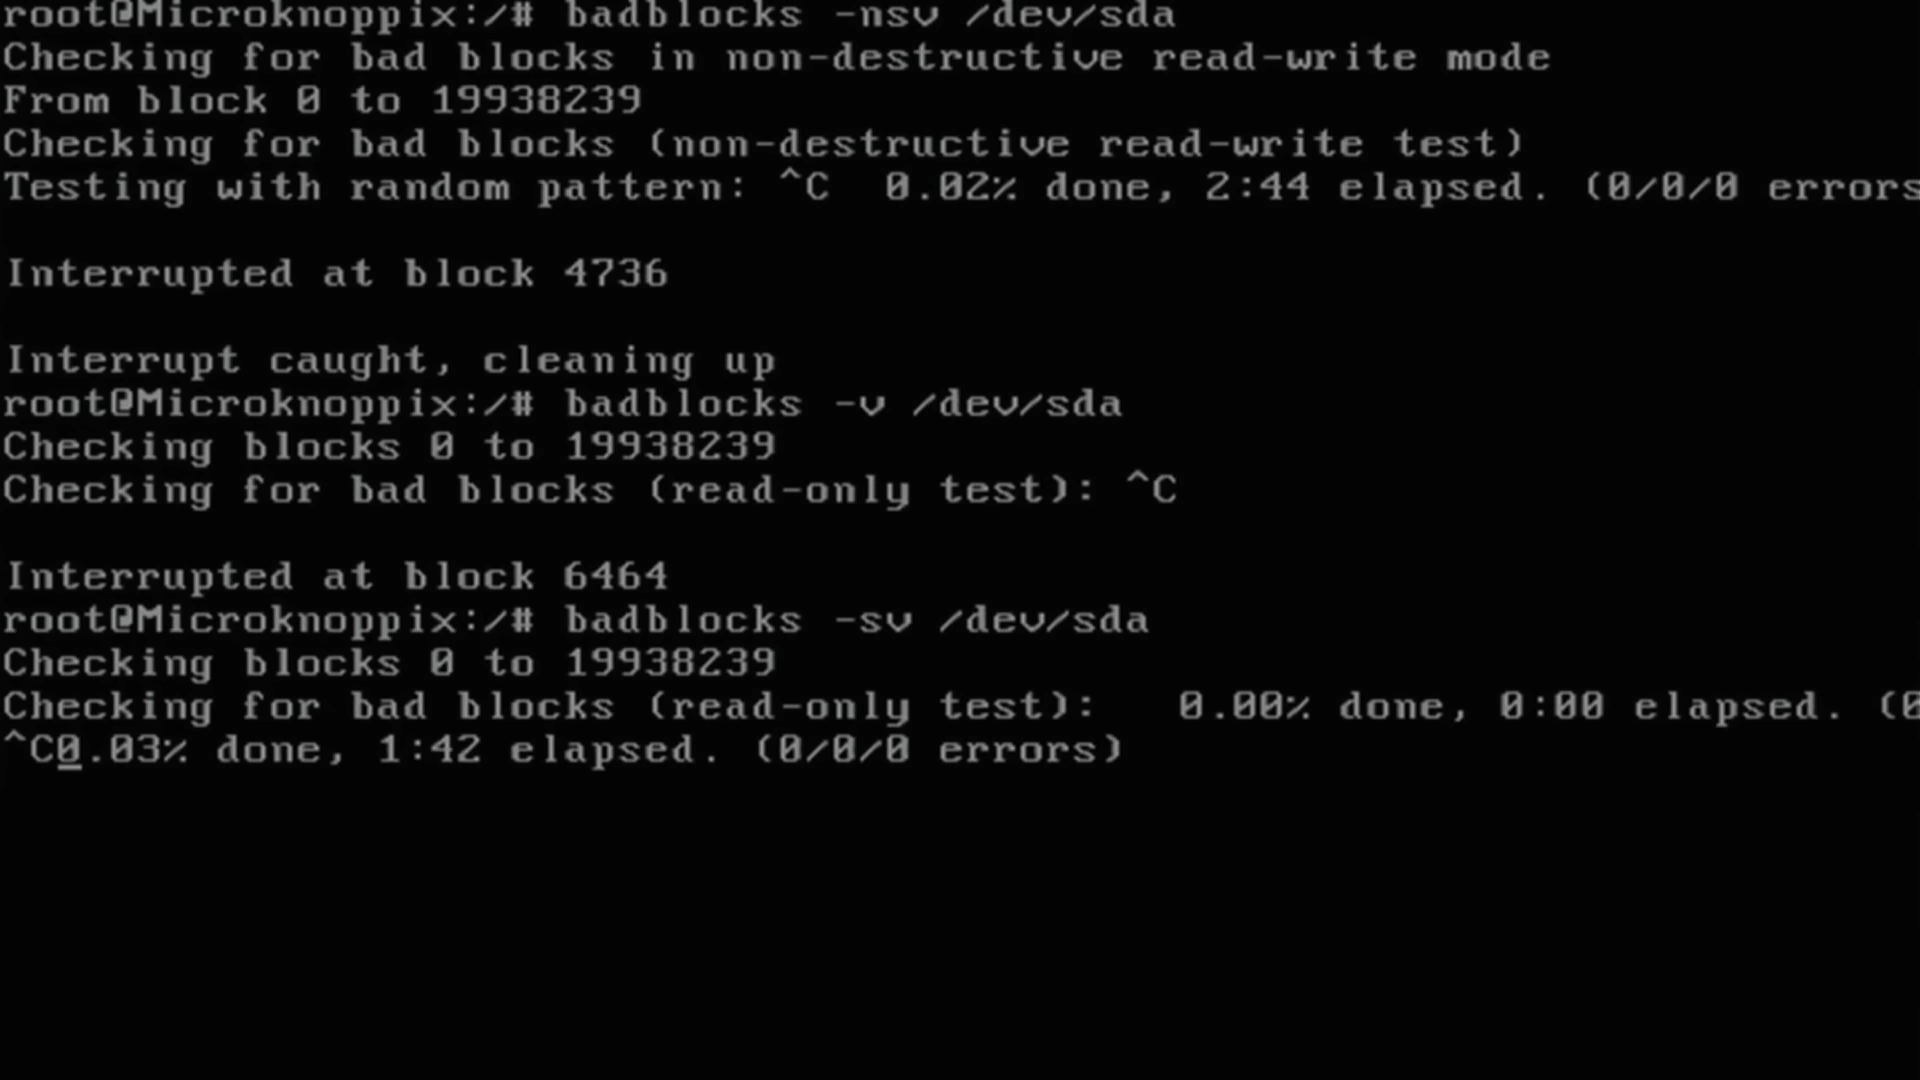 root@Microknoppix:/# badblocks -nsv /dev/sda
Checking for bad blocks in non-destructive read-write mode
From block 0 to 19938239
Checking for bad blocks (non-destructive read-write test)
Testing with random pattern: ^C  0.02% done, 2:44 elapsed. (0/0/0 errors
Interrupted at block 4736
Interrupt caught, cleaning up
root@Microknoppix:/# badblocks -v /dev/sda
Checking blocks 0 to 19938239
Checking for bad blocks (read-only test): ^C
Interrupted at block 6464
root@Microknoppix:/# badblocks -sv /dev/sda
Checking blocks 0 to 19938239
Checking for bad blocks (read-only test):   0.00% done, 0:00 elapsed. (0
^C0.03% done, 1:42 elapsed. (0/0/0 errors)